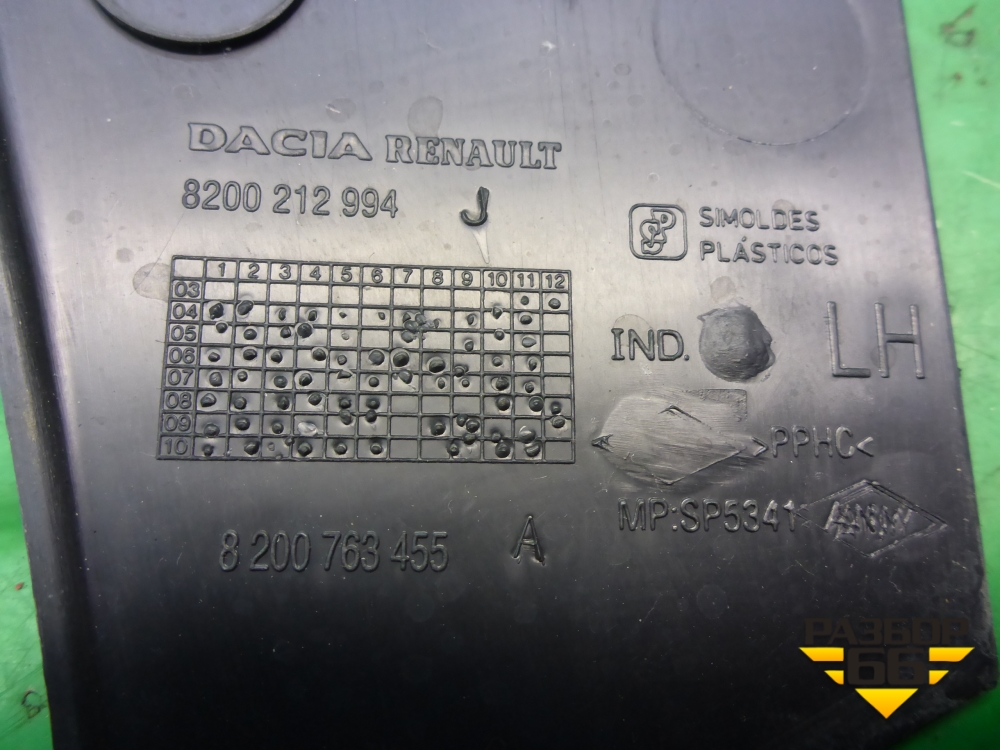 DACIA RENAULT
8200 212 994 J
SIMOLDES
PLÁSTICOS
1 2 3 4 5 6 7 8 9 10 11 12
03
04
05
06
07
08
09
10
IND.
LH
>PPHC<
MP:SP5341
8 200 763 455 A
РАЗБОР
66